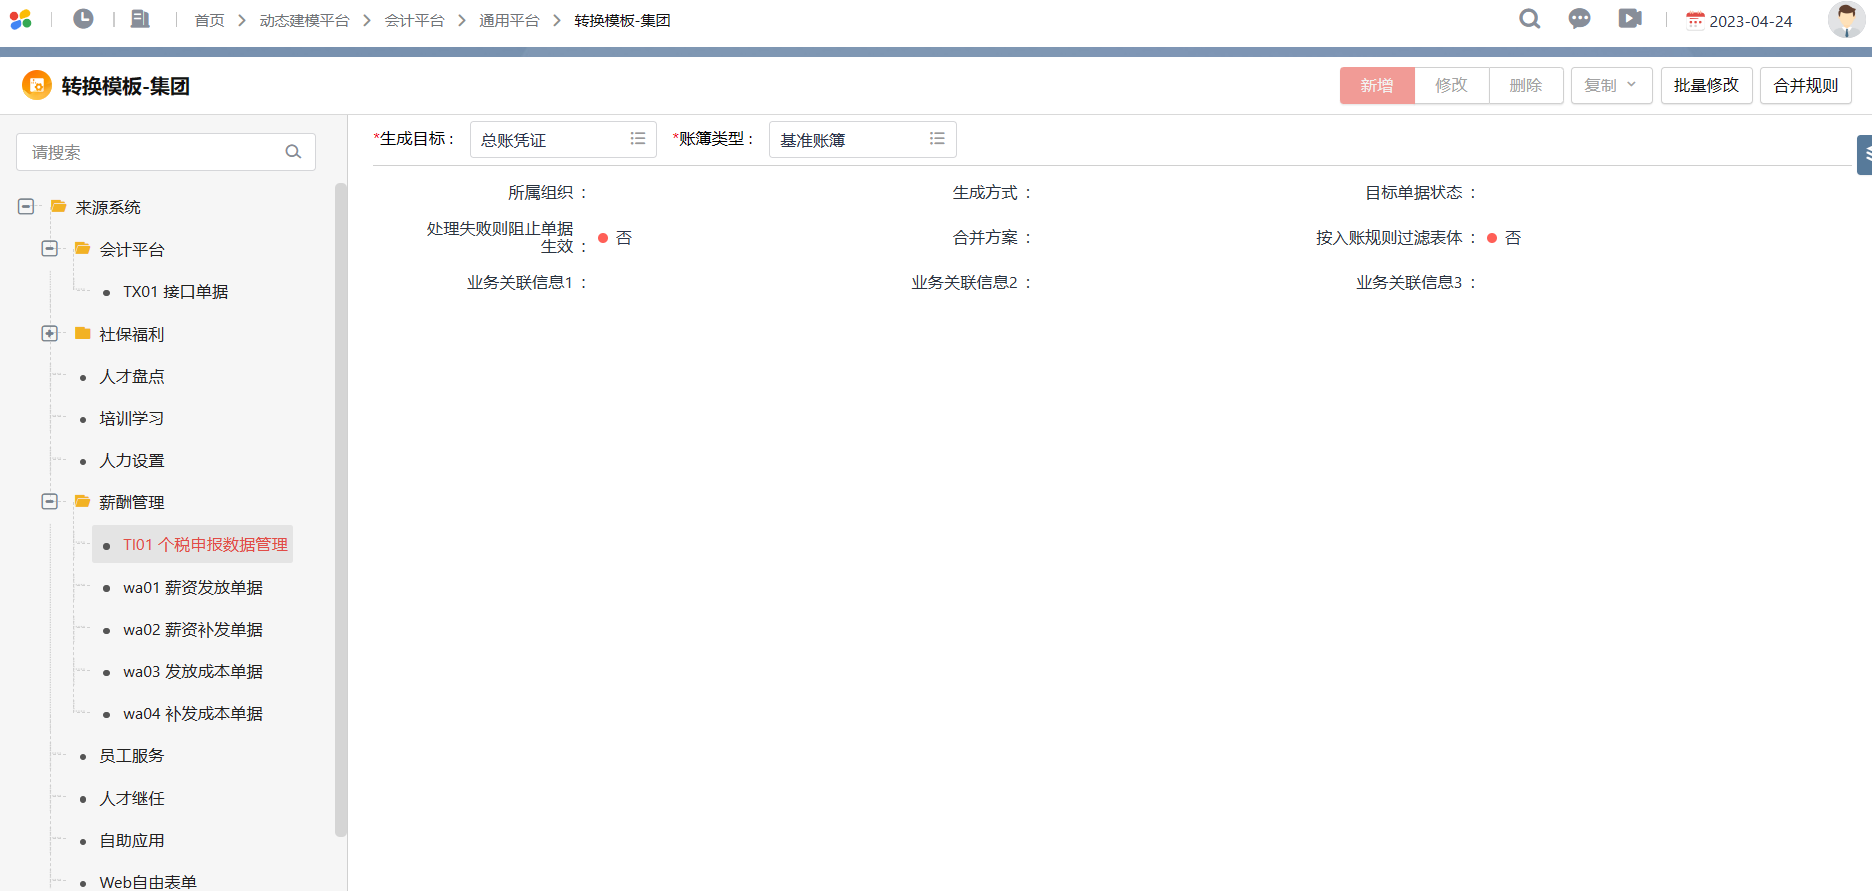 首页 动态建模平台 会计平台 通用平台 转换模板-集团 2023-04-24
转换模板-集团 新增 修改 删除 复制 批量修改 合并规则
请搜索
来源系统
会计平台
TX01 接口单据
社保福利
人才盘点
培训学习
人力设置
薪酬管理
TI01 个税申报数据管理
wa01 薪资发放单据
wa02 薪资补发单据
wa03 发放成本单据
wa04 补发成本单据
员工服务
人才继任
自助应用
Web自由表单
*生成目标： 总账凭证 *账簿类型： 基准账簿
所属组织： 生成方式： 目标单据状态：
处理失败则阻止单据
生效： 否 合并方案： 按入账规则过滤表体： 否
业务关联信息1： 业务关联信息2： 业务关联信息3：